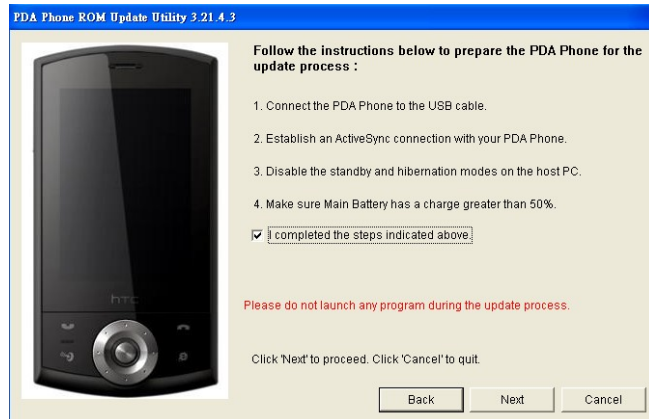 PDA Phone ROM Update Utility 3.21.4.3
Follow the instructions below to prepare the PDA Phone for the
update process :
1. Connect the PDA Phone to the USB cable.
2. Establish an ActiveSync connection with your PDA Phone.
3. Disable the standby and hibernation modes on the host PC.
4. Make sure Main Battery has a charge greater than 50%.
I completed the steps indicated above.
hTC
Please do not launch any program during the update process.
Click 'Next' to proceed. Click 'Cancel' to quit.
Back Next Cancel